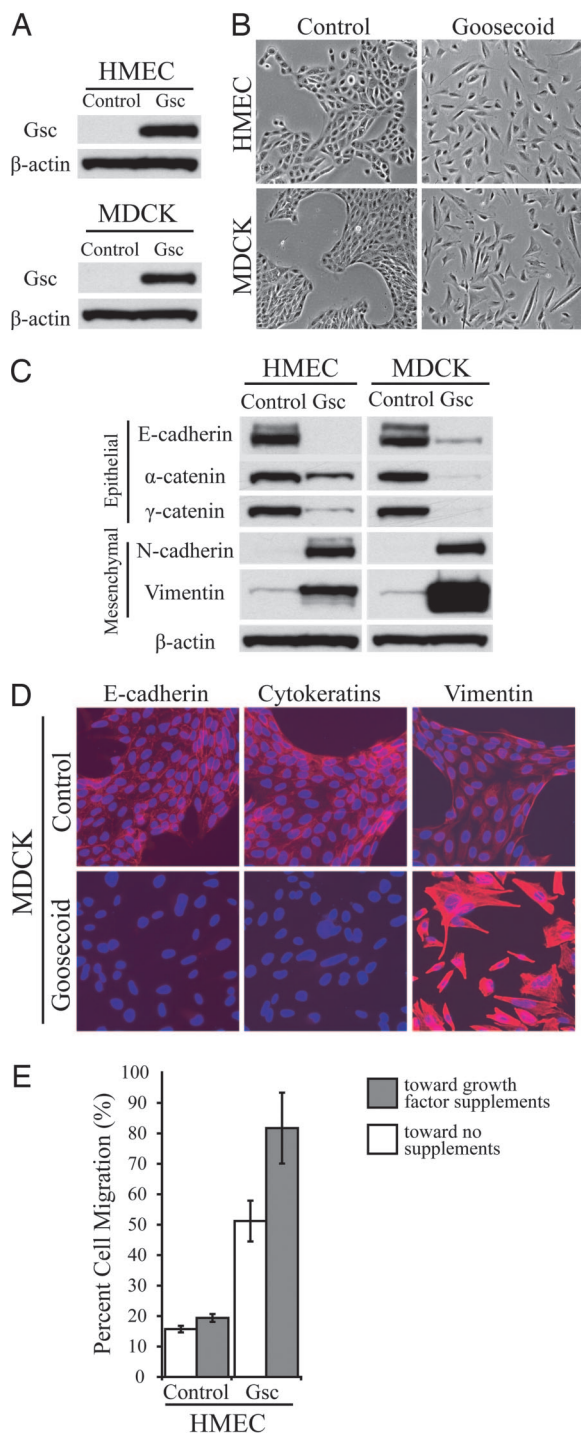 A
HMEC
Control Gsc
Gsc
β-actin
MDCK
Control Gsc
Gsc
β-actin
B
Control Goosecoid
HMEC
MDCK
C
HMEC MDCK
Control Gsc Control Gsc
Epithelial
E-cadherin
α-catenin
γ-catenin
Mesenchymal
N-cadherin
Vimentin
β-actin
D
E-cadherin Cytokeratins Vimentin
MDCK
Control
Goosecoid
E
Percent Cell Migration (%)
100
90
80
70
60
50
40
30
20
10
0
Control Gsc
HMEC
toward growth
factor supplements
toward no
supplements